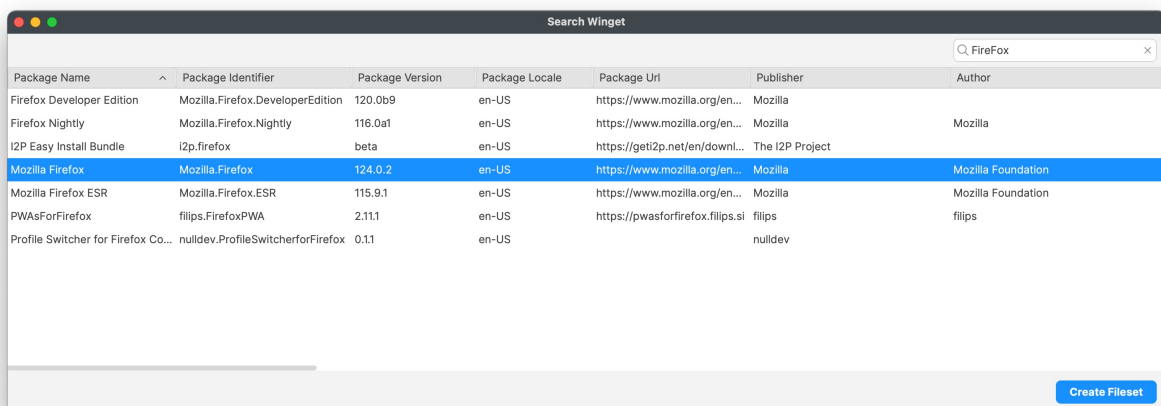 Search Winget
FireFox
Package Name Package Identifier Package Version Package Locale Package Url Publisher Author
Firefox Developer Edition Mozilla.Firefox.DeveloperEdition 120.0b9 en-US https://www.mozilla.org/en... Mozilla
Firefox Nightly Mozilla.Firefox.Nightly 116.0a1 en-US https://www.mozilla.org/en... Mozilla Mozilla
I2P Easy Install Bundle i2p.firefox beta en-US https://geti2p.net/en/downl... The I2P Project
Mozilla Firefox Mozilla.Firefox 124.0.2 en-US https://www.mozilla.org/en... Mozilla Mozilla Foundation
Mozilla Firefox ESR Mozilla.Firefox.ESR 115.9.1 en-US https://www.mozilla.org/en... Mozilla Mozilla Foundation
PWAsForFirefox filips.FirefoxPWA 2.11.1 en-US https://pwasforfirefox.filips.si filips filips
Profile Switcher for Firefox Co... nulldev.ProfileSwitcherforFirefox 0.1.1 en-US nulldev
Create Fileset